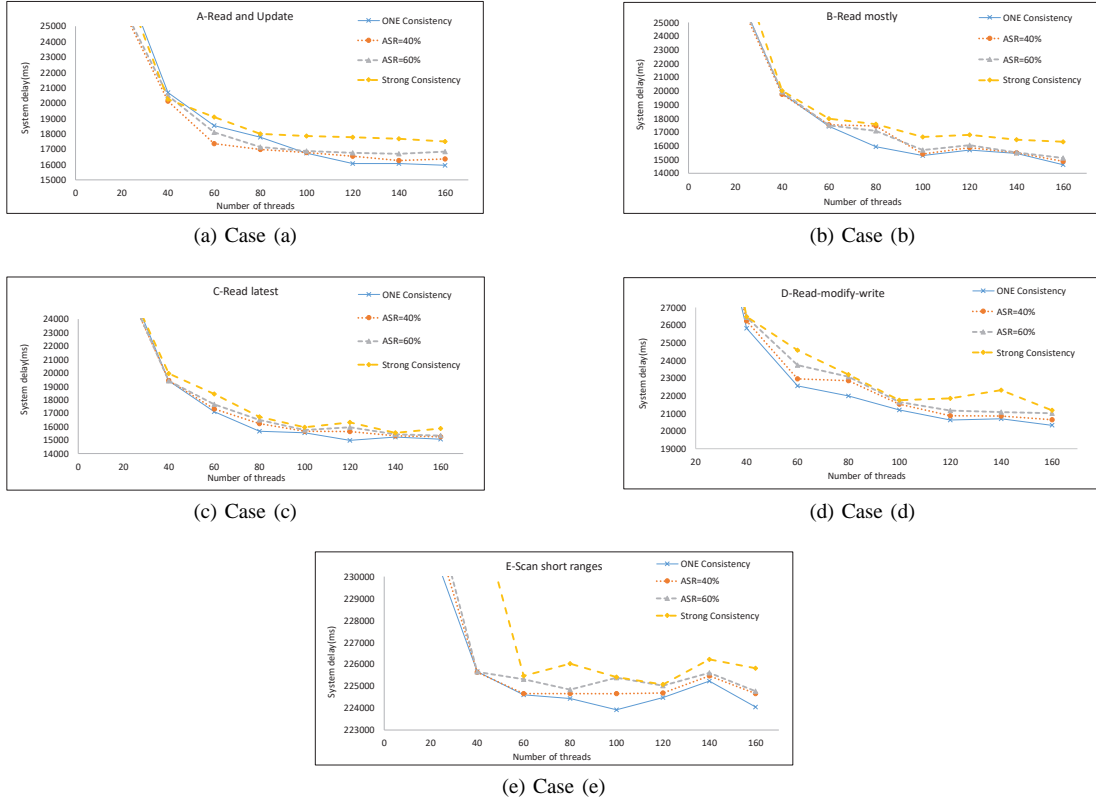 A-Read and Update
ONE Consistency
ASR=40%
ASR=60%
Strong Consistency
System delay(ms)
25000
24000
23000
22000
21000
20000
19000
18000
17000
16000
15000
0 20 40 60 80 100 120 140 160
Number of threads
(a) Case (a)
B-Read mostly
ONE Consistency
ASR=40%
ASR=60%
Strong Consistency
System delay(ms)
25000
24000
23000
22000
21000
20000
19000
18000
17000
16000
15000
14000
0 20 40 60 80 100 120 140 160
Number of threads
(b) Case (b)
C-Read latest
ONE Consistency
ASR=40%
ASR=60%
Strong Consistency
System delay(ms)
24000
23000
22000
21000
20000
19000
18000
17000
16000
15000
14000
0 20 40 60 80 100 120 140 160
Number of threads
(c) Case (c)
D-Read-modify-write
ONE Consistency
ASR=40%
ASR=60%
Strong Consistency
System delay(ms)
27000
26000
25000
24000
23000
22000
21000
20000
19000
20 40 60 80 100 120 140 160
Number of threads
(d) Case (d)
E-Scan short ranges
ONE Consistency
ASR=40%
ASR=60%
Strong Consistency
System delay(ms)
230000
229000
228000
227000
226000
225000
224000
223000
0 20 40 60 80 100 120 140 160
Number of threads
(e) Case (e)